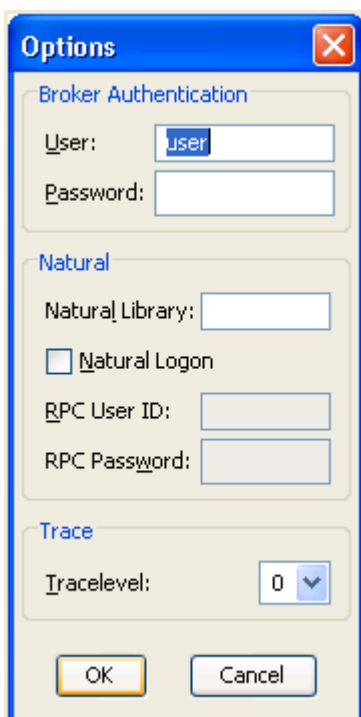 Options
Broker Authentication
User: user
Password:
Natural
Natural Library:
Natural Logon
RPC User ID:
RPC Password:
Trace
Tracelevel: 0
OK Cancel